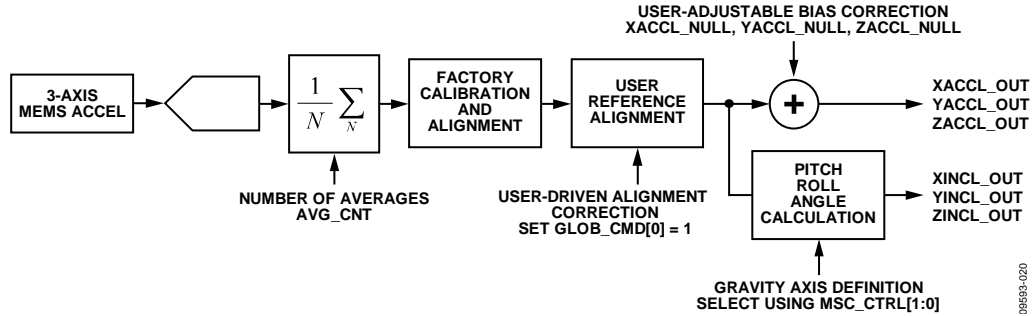 USER-ADJUSTABLE BIAS CORRECTION
XACCL_NULL, YACCL_NULL, ZACCL_NULL
3-AXIS
MEMS ACCEL
1
N
∑
N
FACTORY
CALIBRATION
AND
ALIGNMENT
USER
REFERENCE
ALIGNMENT
+
XACCL_OUT
YACCL_OUT
ZACCL_OUT
NUMBER OF AVERAGES
AVG_CNT
USER-DRIVEN ALIGNMENT
CORRECTION
SET GLOB_CMD[0] = 1
PITCH
ROLL
ANGLE
CALCULATION
XINCL_OUT
YINCL_OUT
ZINCL_OUT
GRAVITY AXIS DEFINITION
SELECT USING MSC_CTRL[1:0]
09593-020